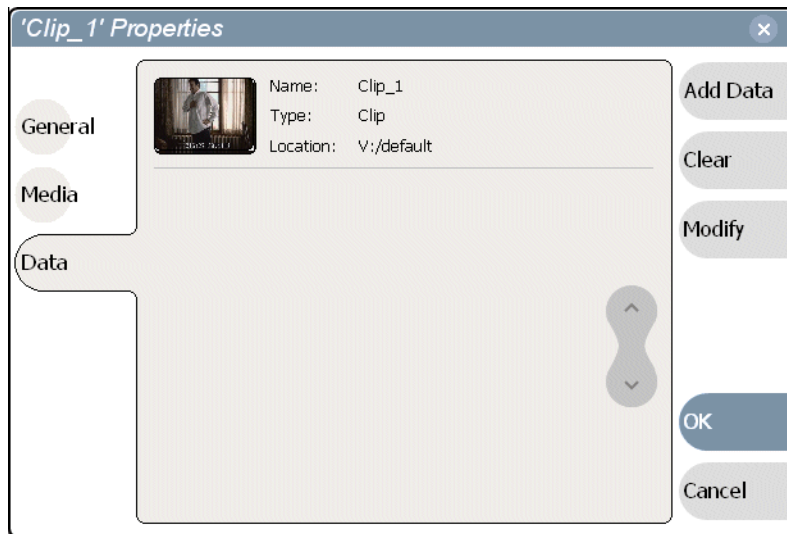 'Clip_1' Properties
General
Media
Data
Name: Clip_1
Type: Clip
Location: V:/default
Add Data
Clear
Modify
OK
Cancel